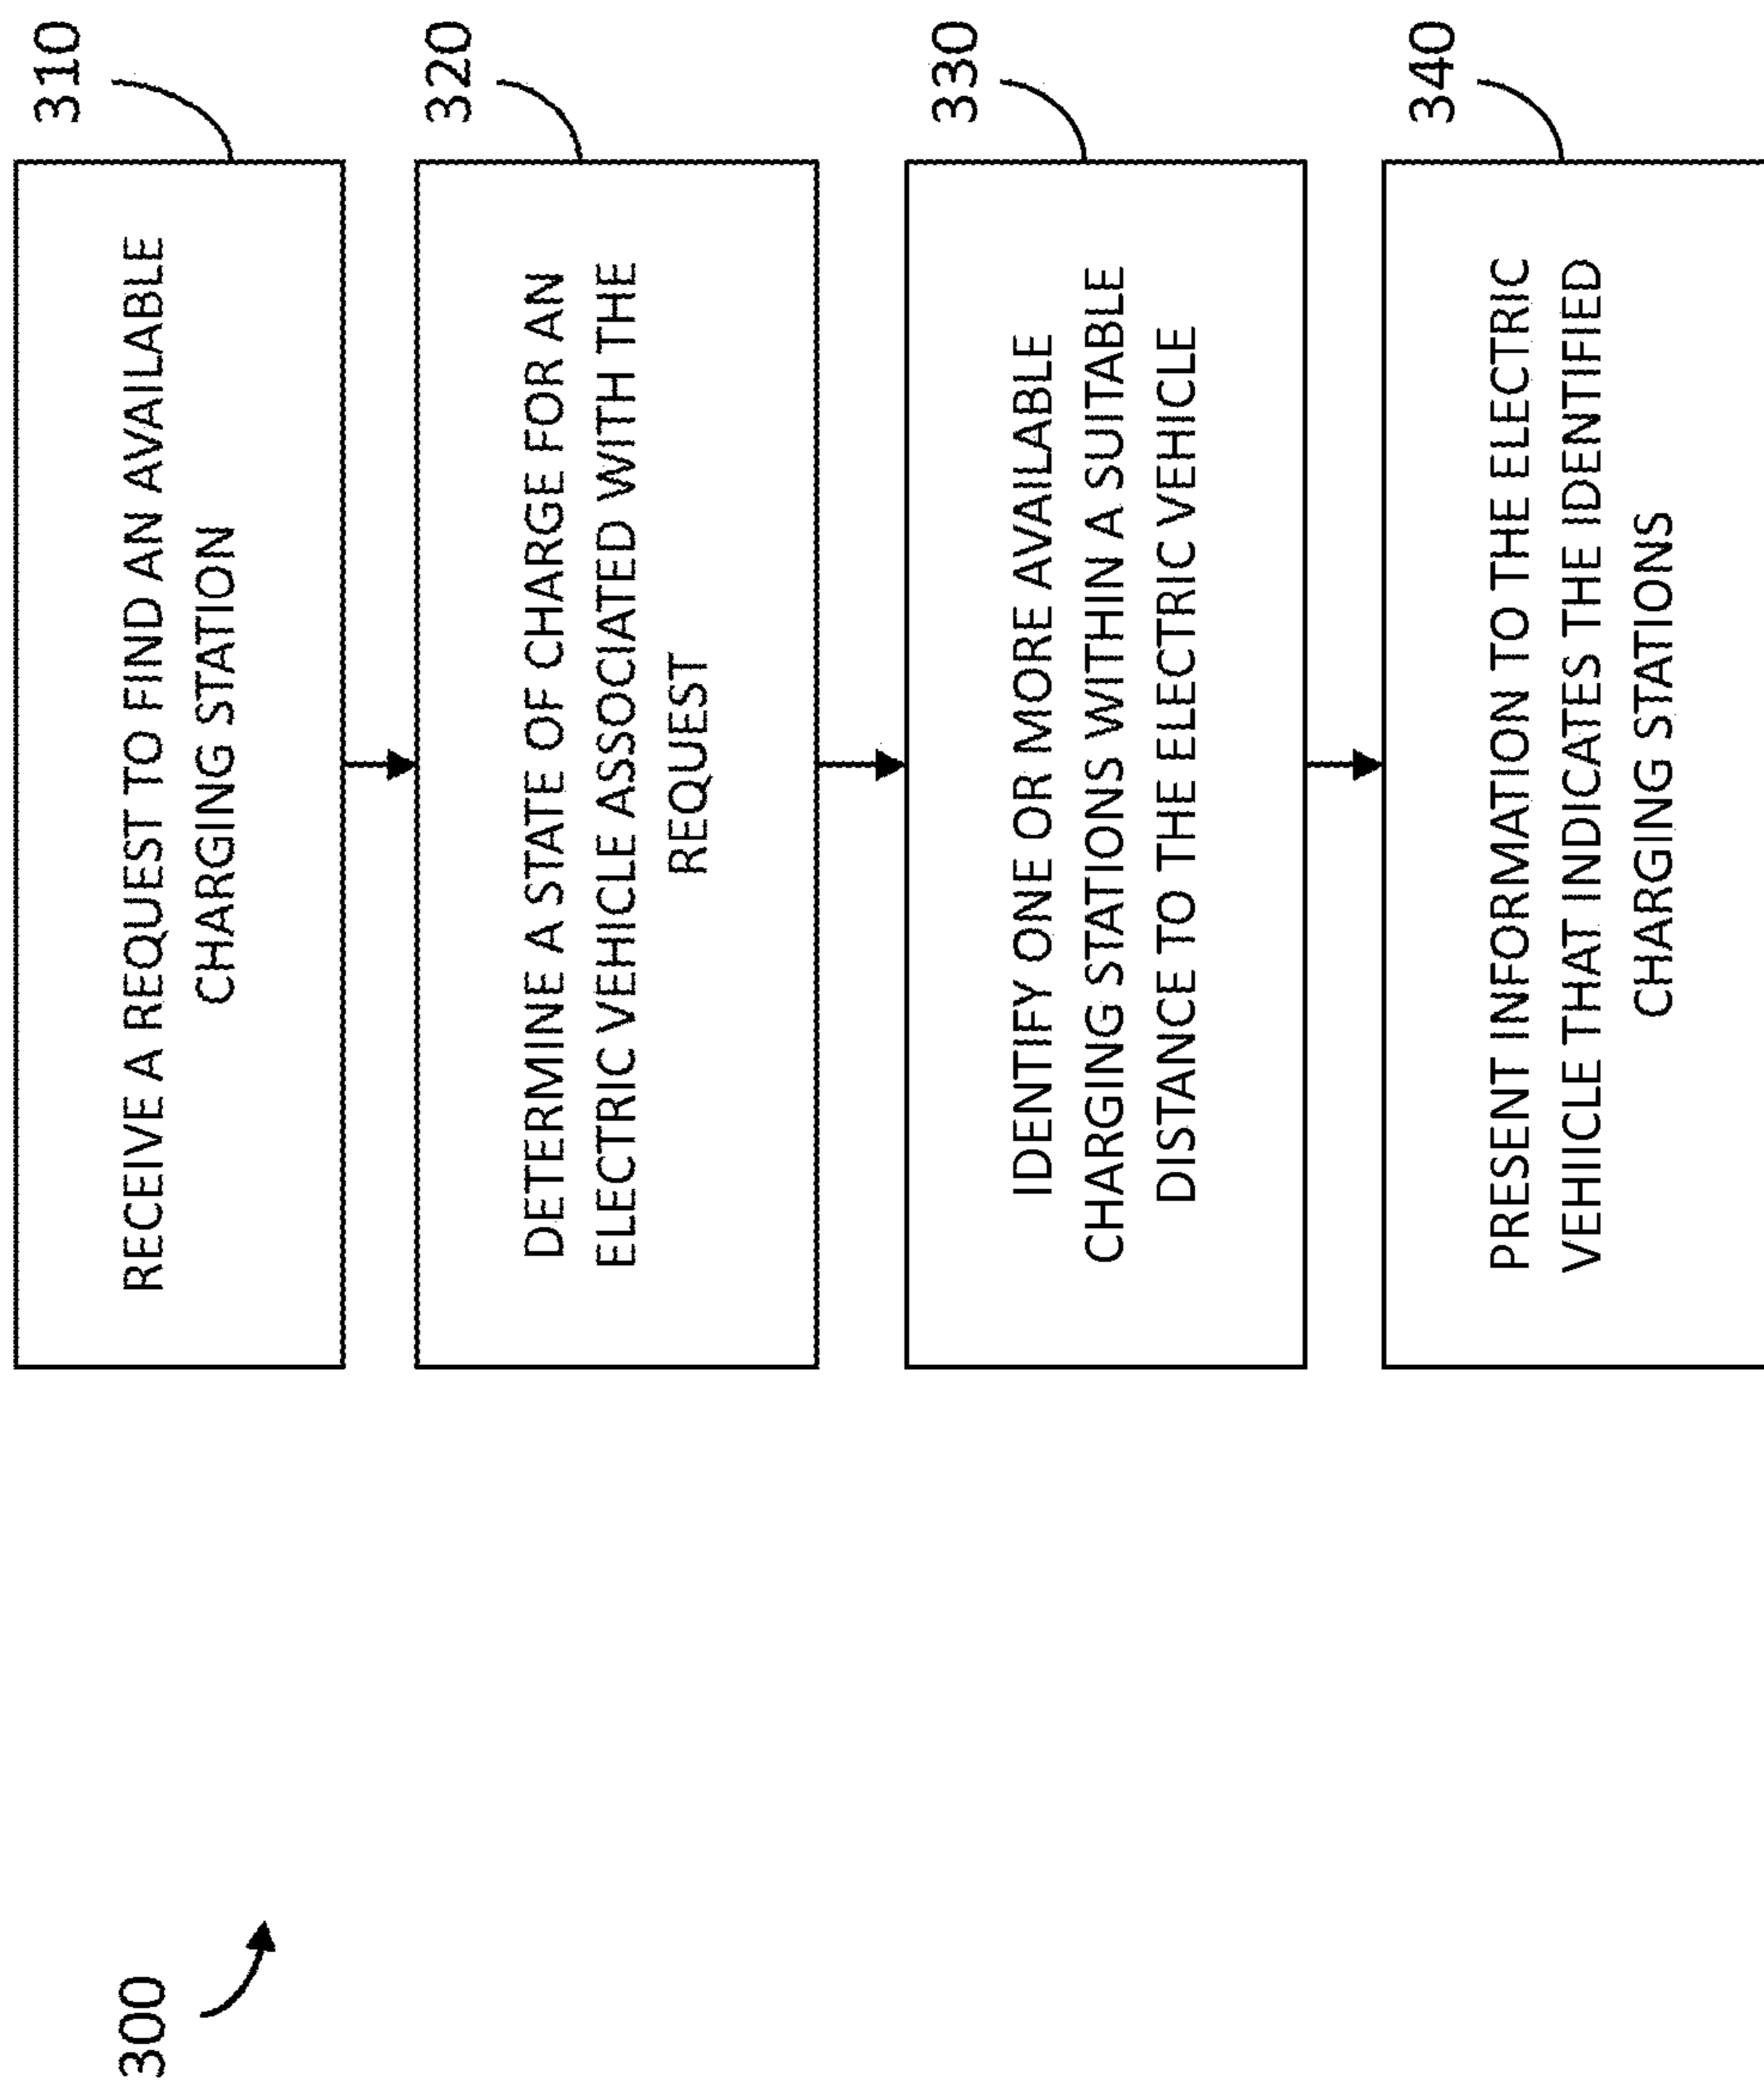 300
310
RECEIVE A REQUEST TO FIND AN AVAILABLE
CHARGING STATION
320
DETERMINE A STATE OF CHARGE FOR AN
ELECTRIC VEHICLE ASSOCIATED WITH THE
REQUEST
330
IDENTIFY ONE OR MORE AVAILABLE
CHARGING STATIONS WITHIN A SUITABLE
DISTANCE TO THE ELECTRIC VEHICLE
340
PRESENT INFORMATION TO THE ELECTRIC
VEHIICLE THAT INDICATES THE IDENTIFIED
CHARGING STATIONS